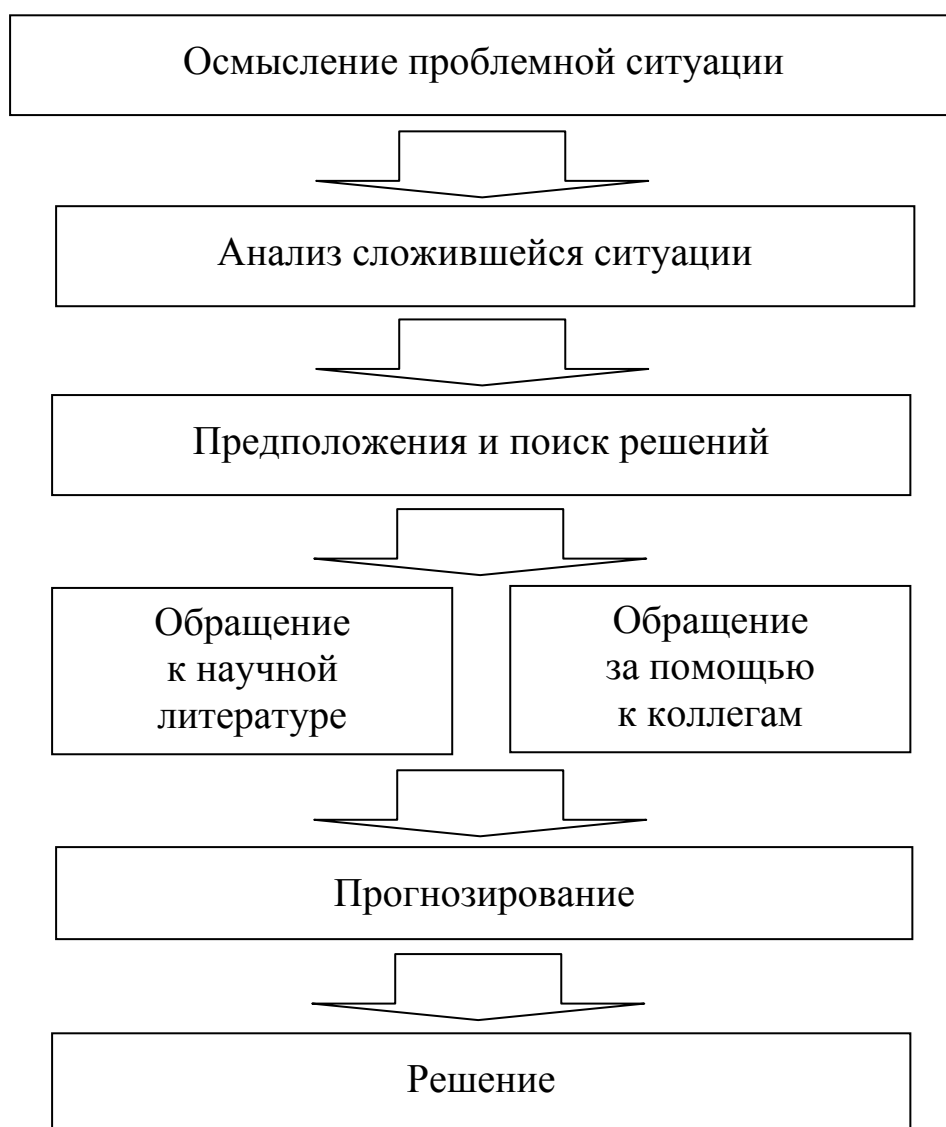 Осмысление проблемной ситуации
Анализ сложившейся ситуации
Предположения и поиск решений
Обращение
к научной
литературе
Обращение
за помощью
к коллегам
Прогнозирование
Решение